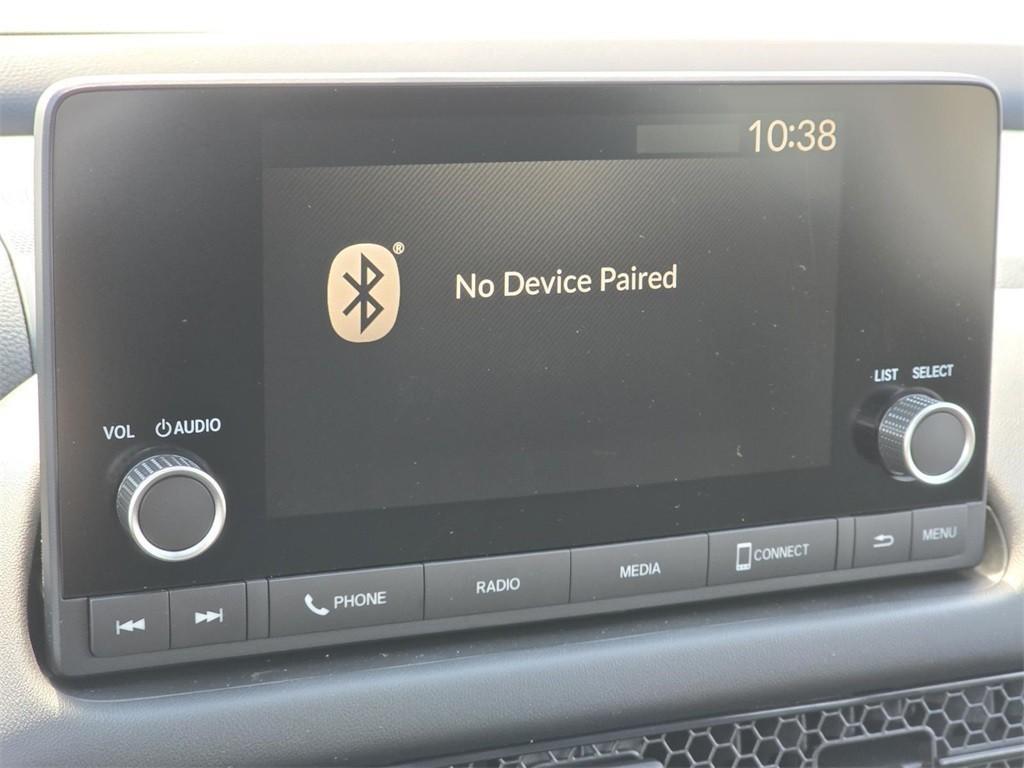 10:38
®
No Device Paired
LIST SELECT
VOL AUDIO
PHONE
RADIO
MEDIA
CONNECT
MENU